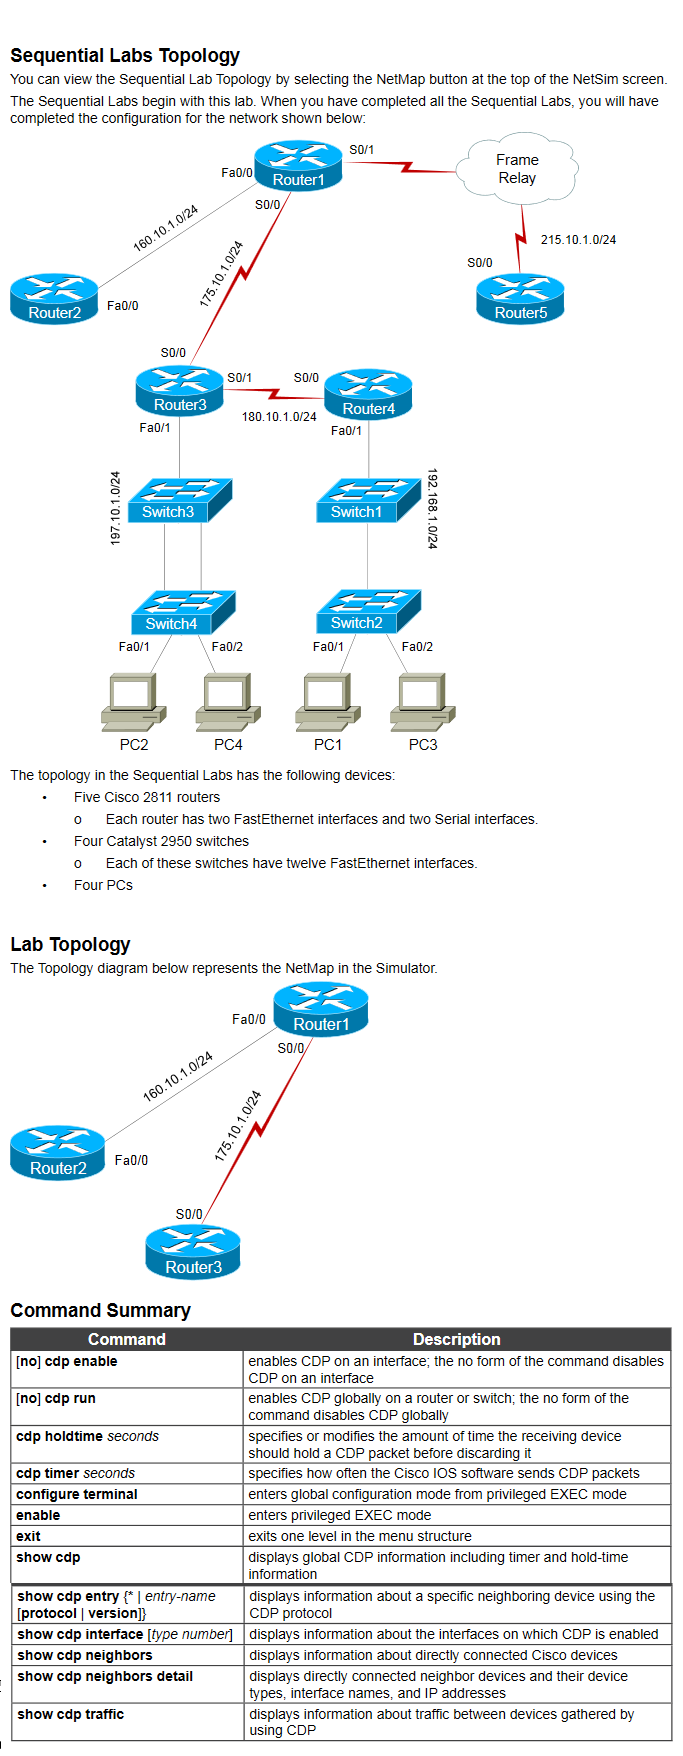 Sequential Labs Topology
You can view the Sequential Lab Topology by selecting the NetMap button at the top of the NetSim screen.
The Sequential Labs begin with this lab. When you have completed all the Sequential Labs, you will have
completed the configuration for the network shown below:
S0/1
Frame
Relay
Fa0/0
Router1
S0/0
160.10.1.0/24
175.10.1.0/24
215.10.1.0/24
S0/0
Router2
Fa0/0
Router5
S0/0
S0/1
S0/0
Router3
Router4
180.10.1.0/24
Fa0/1
Fa0/1
197.10.1.0/24
192.168.1.0/24
Switch3
Switch1
Switch4
Switch2
Fa0/1
Fa0/2
Fa0/1
Fa0/2
PC2
PC4
PC1
PC3
The topology in the Sequential Labs has the following devices:
• Five Cisco 2811 routers
o Each router has two FastEthernet interfaces and two Serial interfaces.
• Four Catalyst 2950 switches
o Each of these switches have twelve FastEthernet interfaces.
• Four PCs
Lab Topology
The Topology diagram below represents the NetMap in the Simulator.
Fa0/0
Router1
S0/0
160.10.1.0/24
175.10.1.0/24
Router2
Fa0/0
S0/0
Router3
Command Summary
Command Description
[no] cdp enable enables CDP on an interface; the no form of the command disables
CDP on an interface
[no] cdp run enables CDP globally on a router or switch; the no form of the
command disables CDP globally
cdp holdtime seconds specifies or modifies the amount of time the receiving device
should hold a CDP packet before discarding it
cdp timer seconds specifies how often the Cisco IOS software sends CDP packets
configure terminal enters global configuration mode from privileged EXEC mode
enable enters privileged EXEC mode
exit exits one level in the menu structure
show cdp displays global CDP information including timer and hold-time
information
show cdp entry {* | entry-name displays information about a specific neighboring device using the
[protocol | version]} CDP protocol
show cdp interface [type number] displays information about the interfaces on which CDP is enabled
show cdp neighbors displays information about directly connected Cisco devices
show cdp neighbors detail displays directly connected neighbor devices and their device
types, interface names, and IP addresses
show cdp traffic displays information about traffic between devices gathered by
using CDP